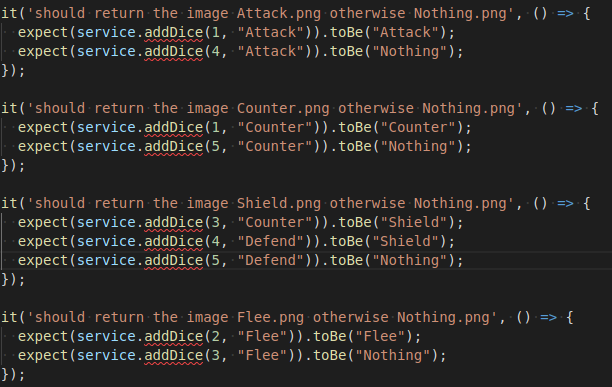 it('should return the image Attack.png otherwise Nothing.png', () => {
expect(service.addDice(1, "Attack")).toBe("Attack");
expect(service.addDice(4, "Attack")).toBe("Nothing");
});
it('should return the image Counter.png otherwise Nothing.png', () => {
expect(service.addDice(1, "Counter")).toBe("Counter");
expect(service.addDice(5, "Counter")).toBe("Nothing");
});
it('should return the image Shield.png otherwise Nothing.png', () => {
expect(service.addDice(3, "Counter")).toBe("Shield");
expect(service.addDice(4, "Defend")).toBe("Shield");
expect(service.addDice(5, "Defend")).toBe("Nothing");
});
it('should return the image Flee.png otherwise Nothing.png', () => {
expect(service.addDice(2, "Flee")).toBe("Flee");
expect(service.addDice(3, "Flee")).toBe("Nothing");
});